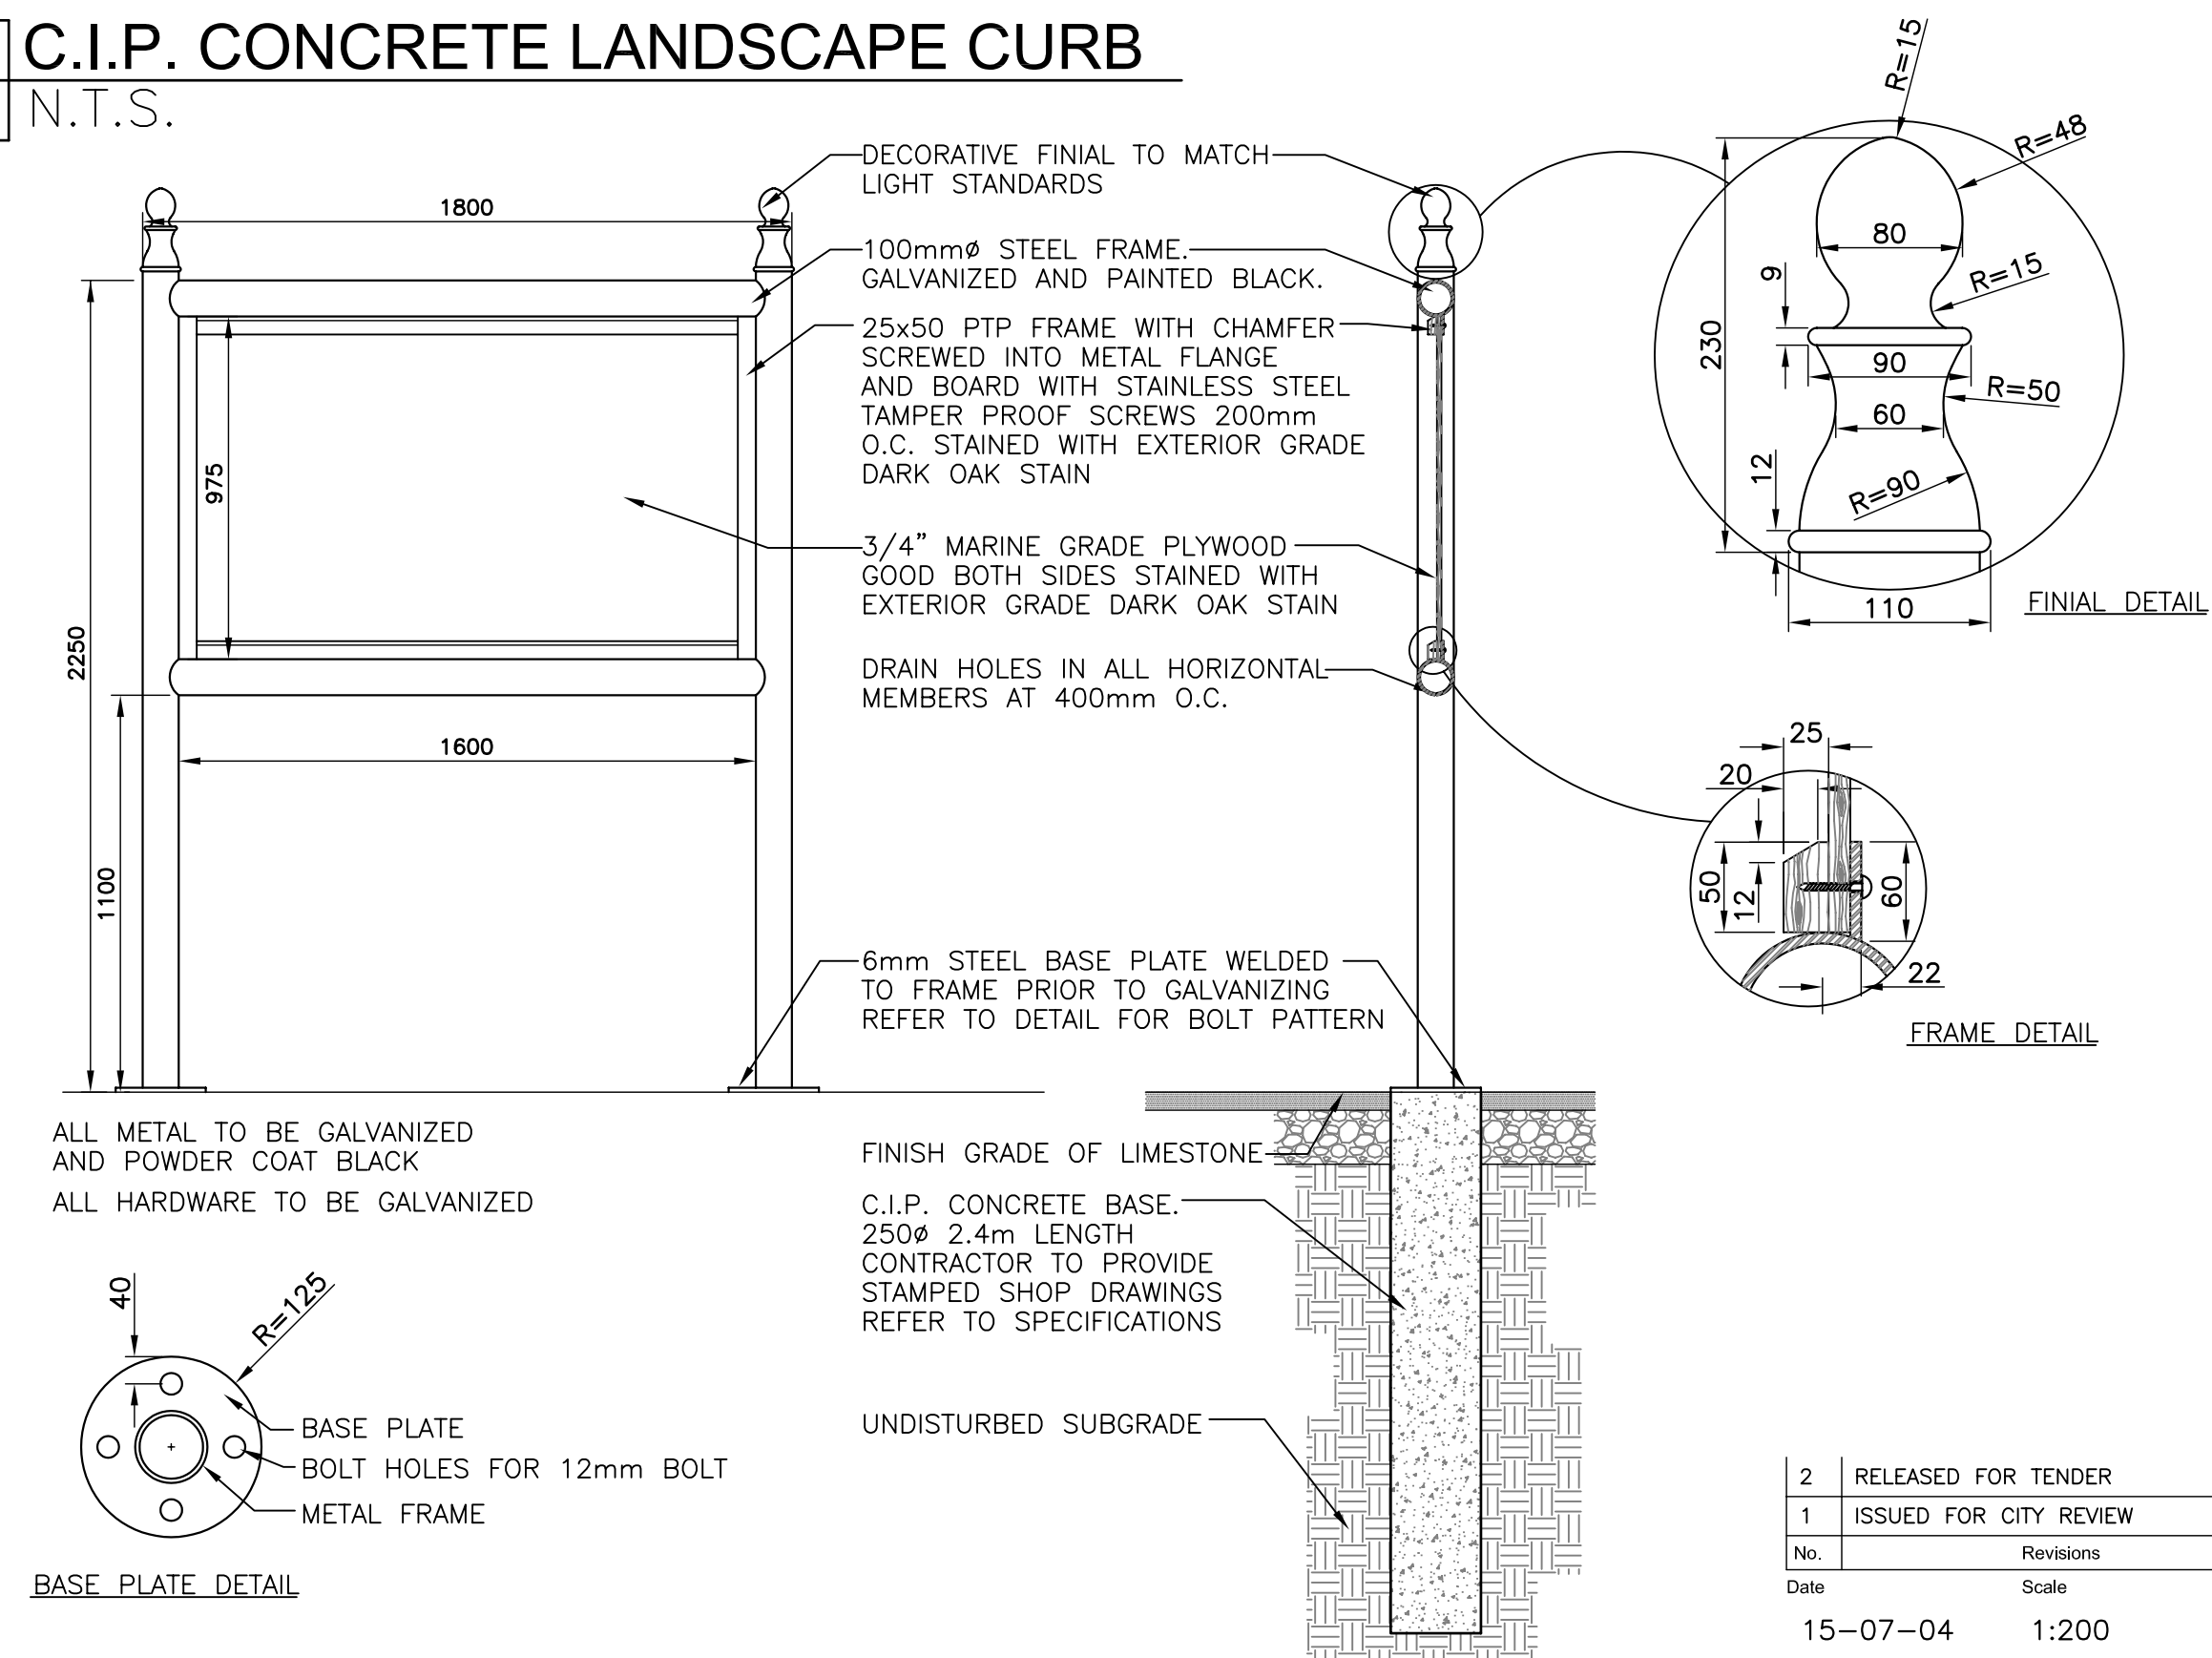 C.I.P. CONCRETE LANDSCAPE CURB
N.T.S.
1800
2250
975
1100
1600
DECORATIVE FINIAL TO MATCH
LIGHT STANDARDS
100mmø STEEL FRAME.
GALVANIZED AND PAINTED BLACK.
25x50 PTP FRAME WITH CHAMFER
SCREWED INTO METAL FLANGE
AND BOARD WITH STAINLESS STEEL
TAMPER PROOF SCREWS 200mm
O.C. STAINED WITH EXTERIOR GRADE
DARK OAK STAIN
3/4” MARINE GRADE PLYWOOD
GOOD BOTH SIDES STAINED WITH
EXTERIOR GRADE DARK OAK STAIN
DRAIN HOLES IN ALL HORIZONTAL
MEMBERS AT 400mm O.C.
6mm STEEL BASE PLATE WELDED
TO FRAME PRIOR TO GALVANIZING
REFER TO DETAIL FOR BOLT PATTERN
FINISH GRADE OF LIMESTONE
C.I.P. CONCRETE BASE.
250ø 2.4m LENGTH
CONTRACTOR TO PROVIDE
STAMPED SHOP DRAWINGS
REFER TO SPECIFICATIONS
UNDISTURBED SUBGRADE
ALL METAL TO BE GALVANIZED
AND POWDER COAT BLACK
ALL HARDWARE TO BE GALVANIZED
40
R=125
BASE PLATE
BOLT HOLES FOR 12mm BOLT
METAL FRAME
BASE PLATE DETAIL
R=15
R=48
80
9
R=15
230
90
R=50
60
12
R=90
110
FINIAL DETAIL
25
20
50
12
60
22
FRAME DETAIL
2 RELEASED FOR TENDER
1 ISSUED FOR CITY REVIEW
No. Revisions
Date Scale
15-07-04 1:200